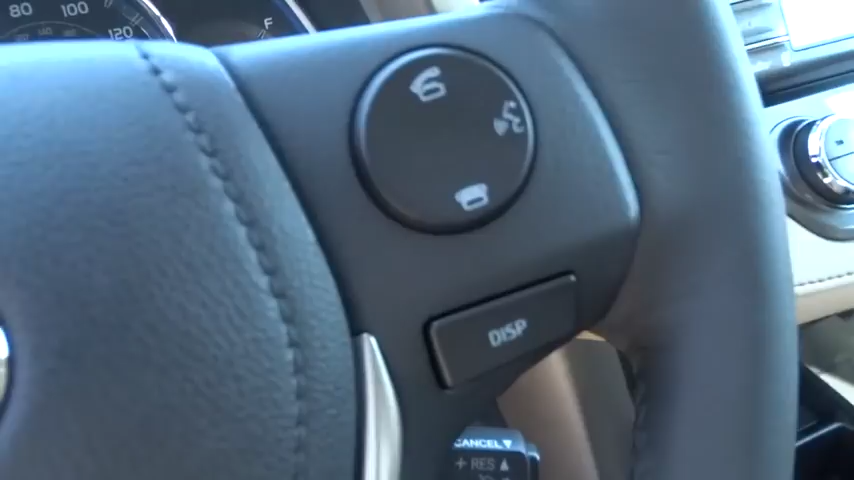 80
100
120
F
DISP
CANCEL▼
+ RES ▲